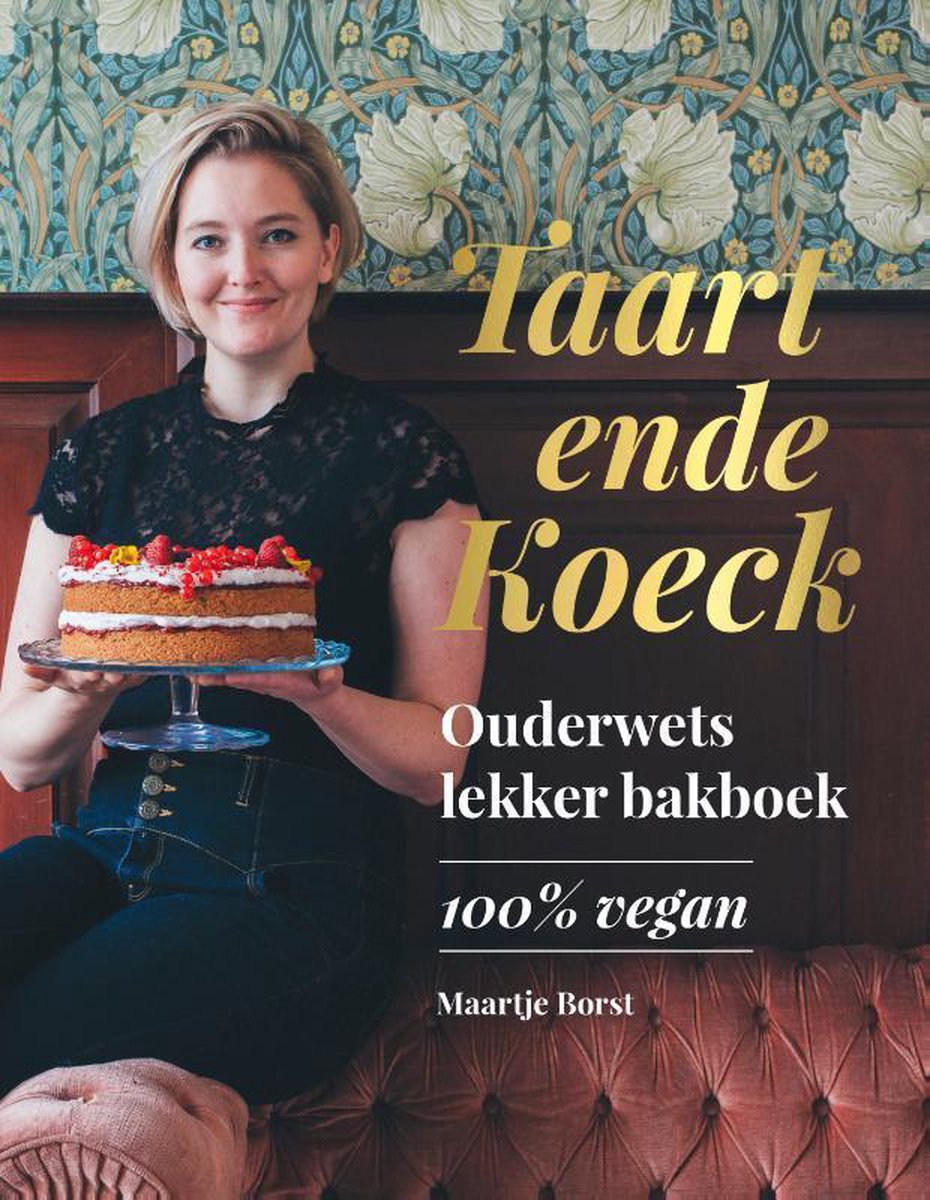 Taart
ende
Koeck
Ouderwets
lekker bakboek
100% vegan
Maartje Borst